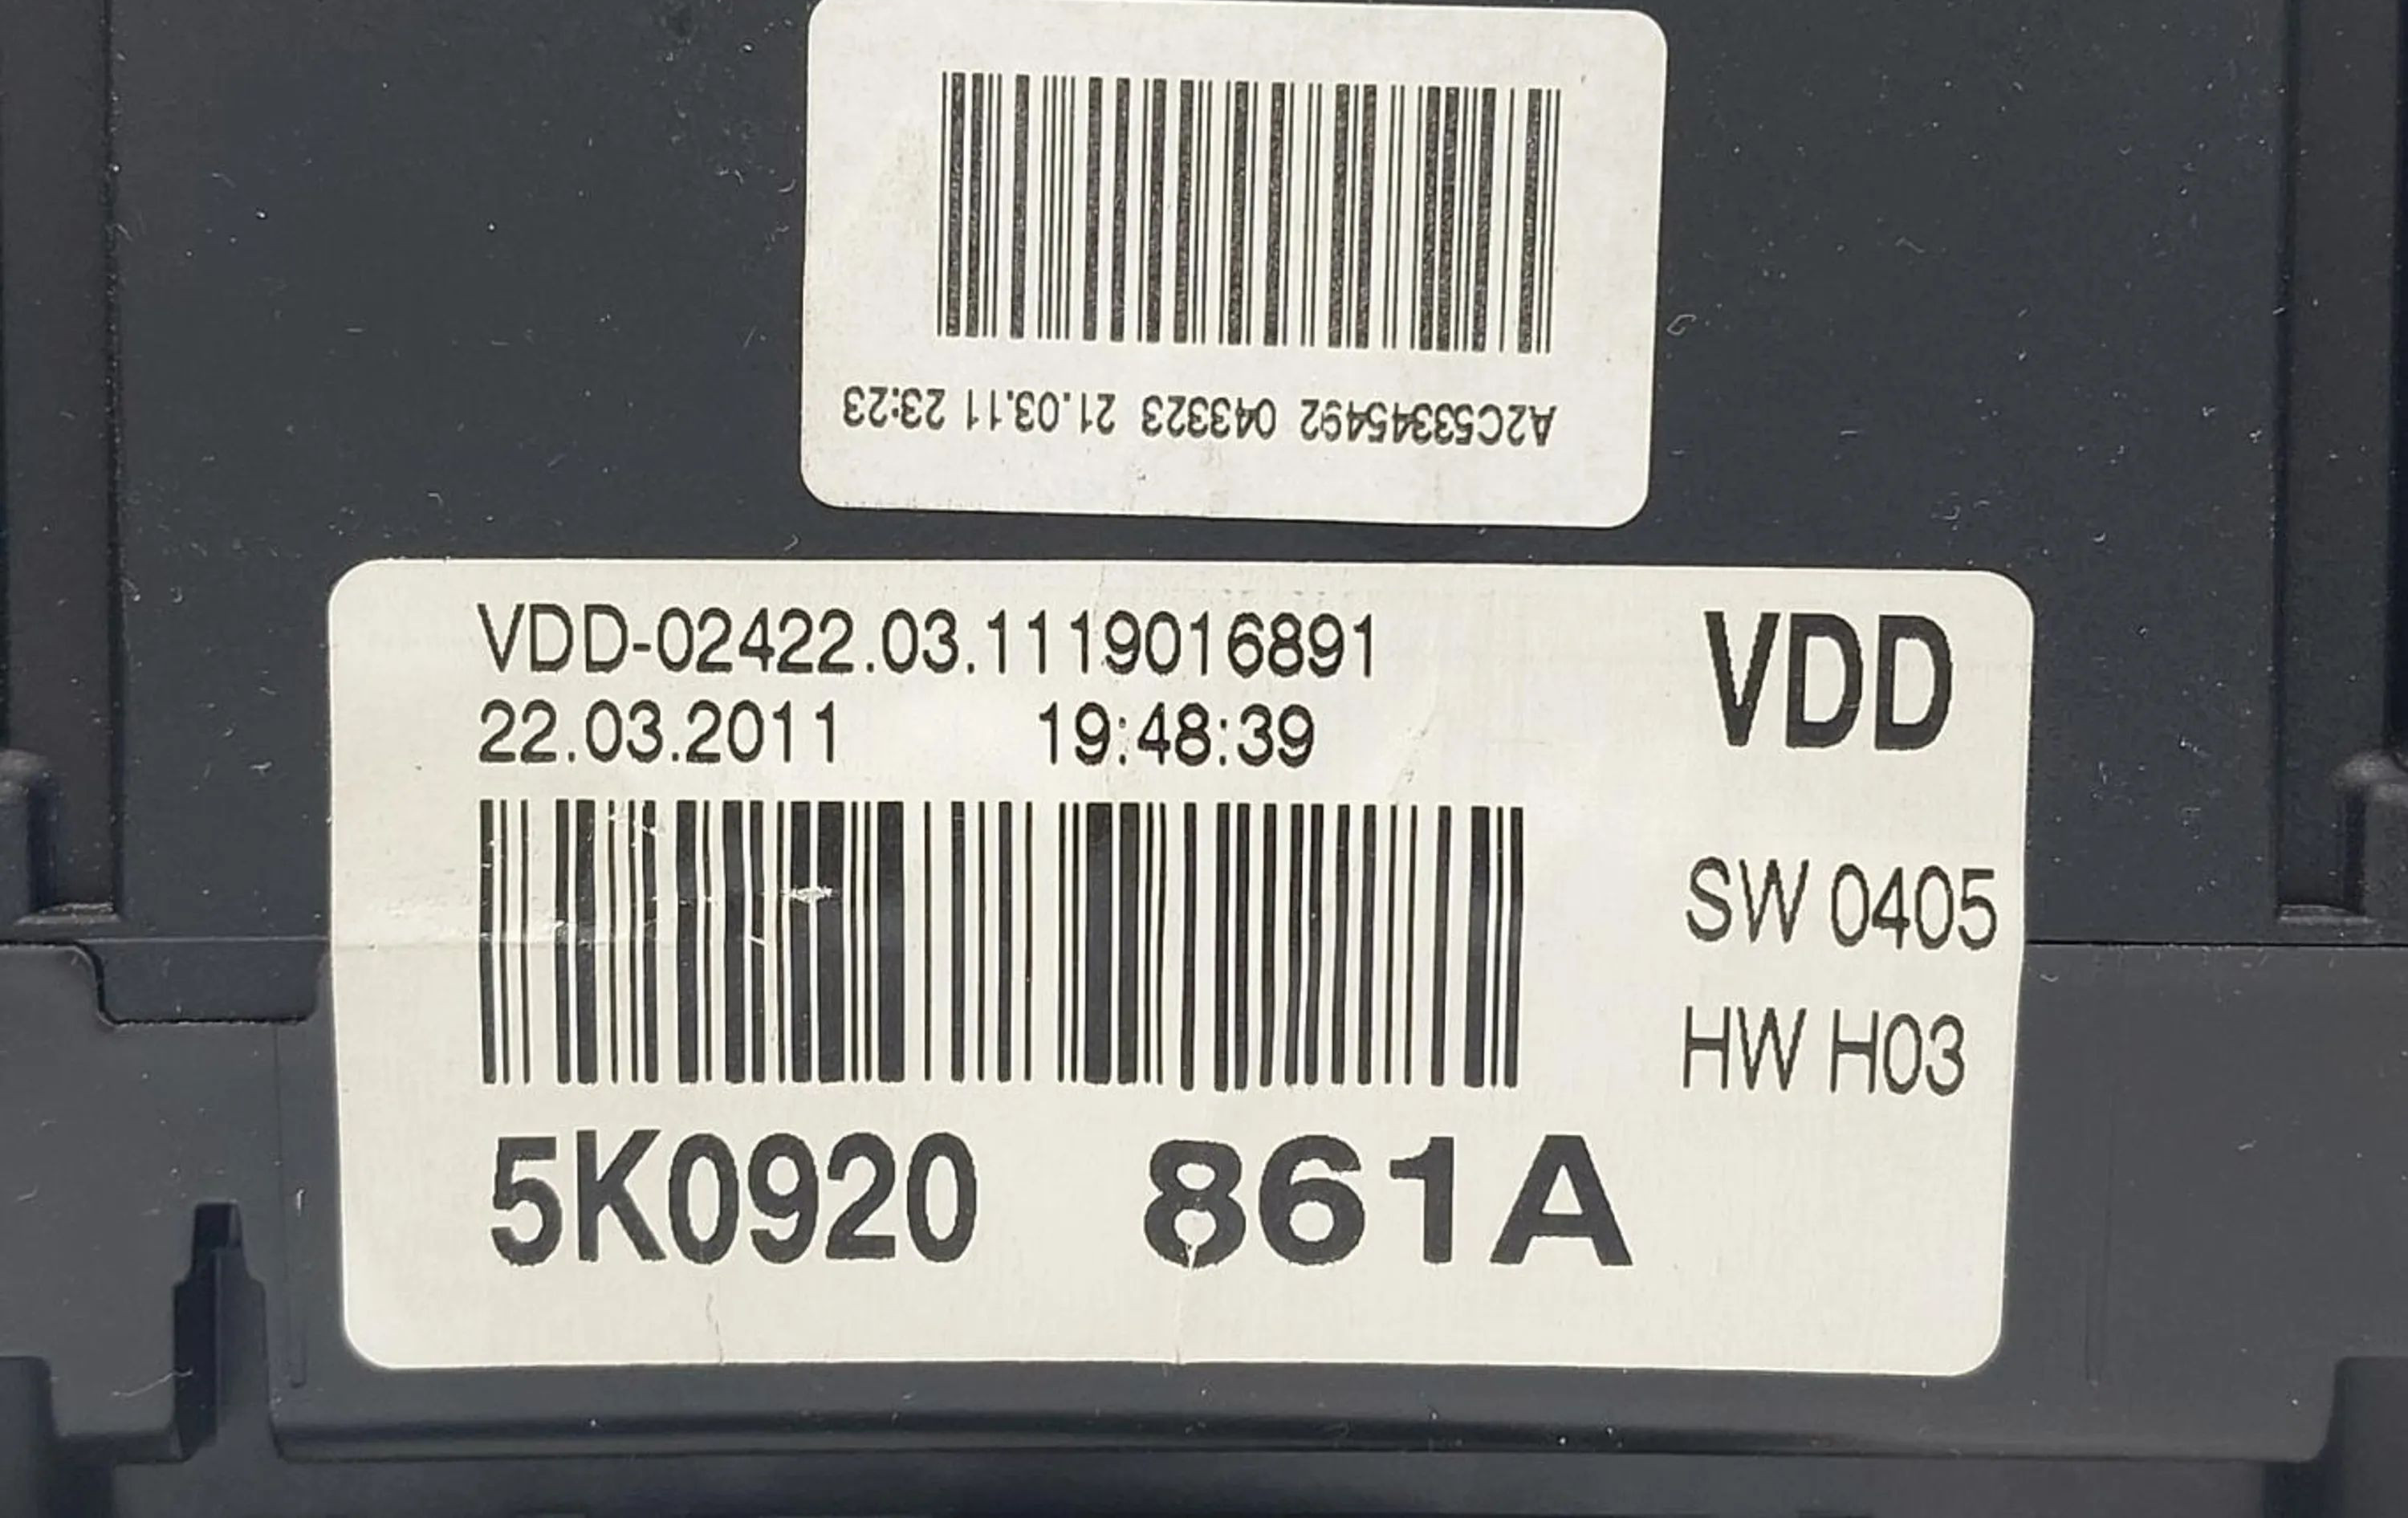 A2C53345492 043323 21.03.11 23:23
VDD-02422.03.1119016891
22.03.2011 19:48:39
VDD
SW 0405
HW H03
5K0920 861A